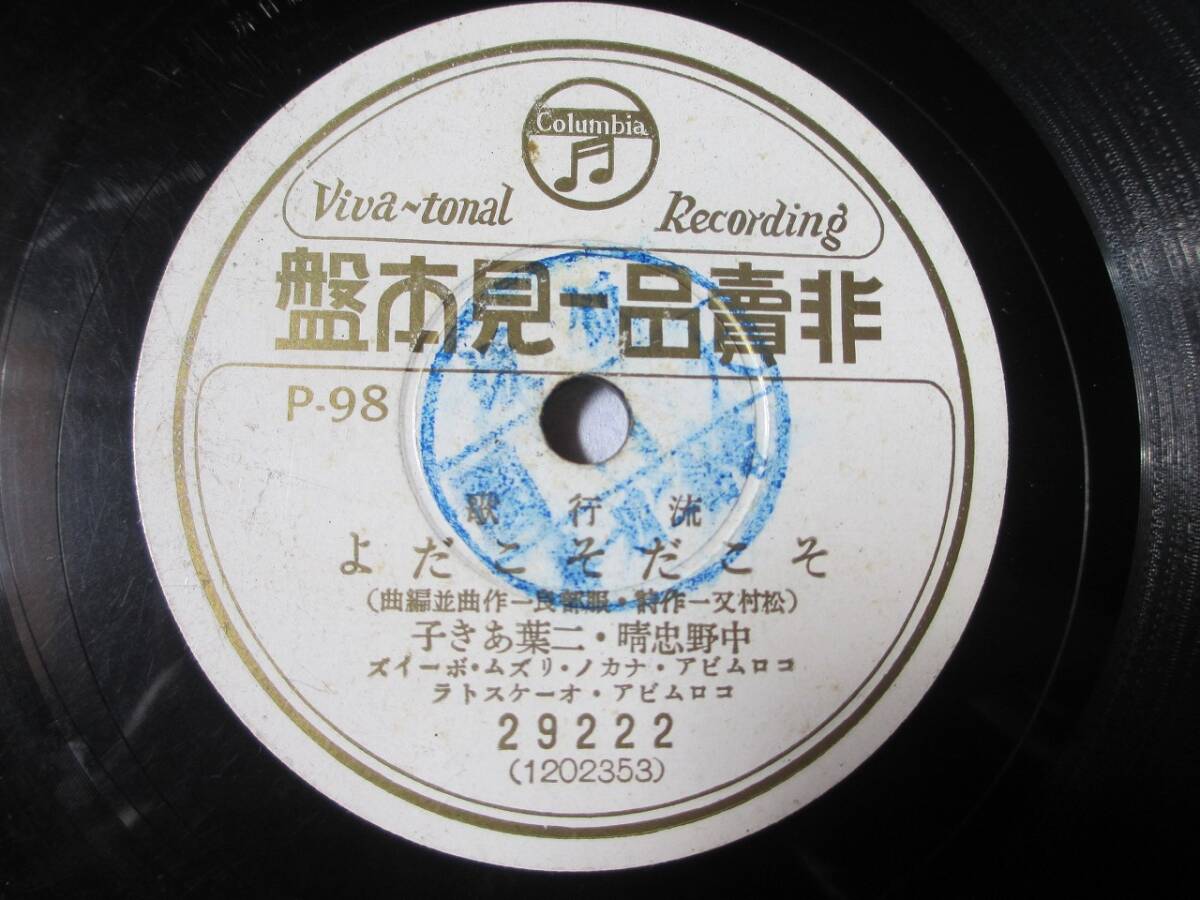 Columbia
Viva~tonal Recording
非賣品ー見本盤
P-98
流行歌
そこだそこだよ
(松村又一作詩・服部良一作曲並編曲)
中野忠晴・二葉あき子
コロムビア・ナカノ・リズム・ボーイズ
コロムビア・オーケストラ
29222
(1202353)